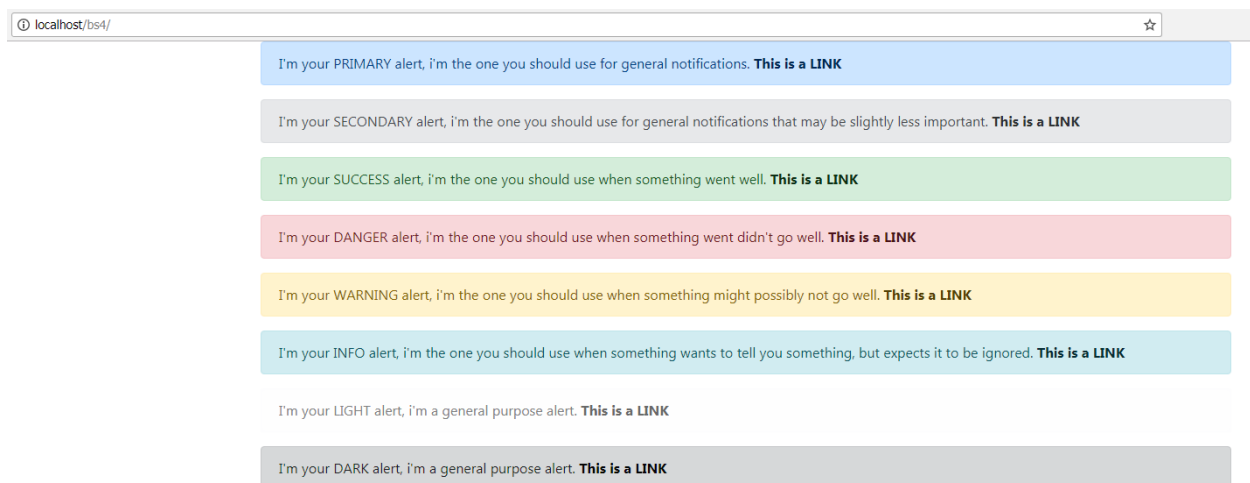 localhost/bs4/
I'm your PRIMARY alert, i'm the one you should use for general notifications. This is a LINK
I'm your SECONDARY alert, i'm the one you should use for general notifications that may be slightly less important. This is a LINK
I'm your SUCCESS alert, i'm the one you should use when something went well. This is a LINK
I'm your DANGER alert, i'm the one you should use when something went didn't go well. This is a LINK
I'm your WARNING alert, i'm the one you should use when something might possibly not go well. This is a LINK
I'm your INFO alert, i'm the one you should use when something wants to tell you something, but expects it to be ignored. This is a LINK
I'm your LIGHT alert, i'm a general purpose alert. This is a LINK
I'm your DARK alert, i'm a general purpose alert. This is a LINK